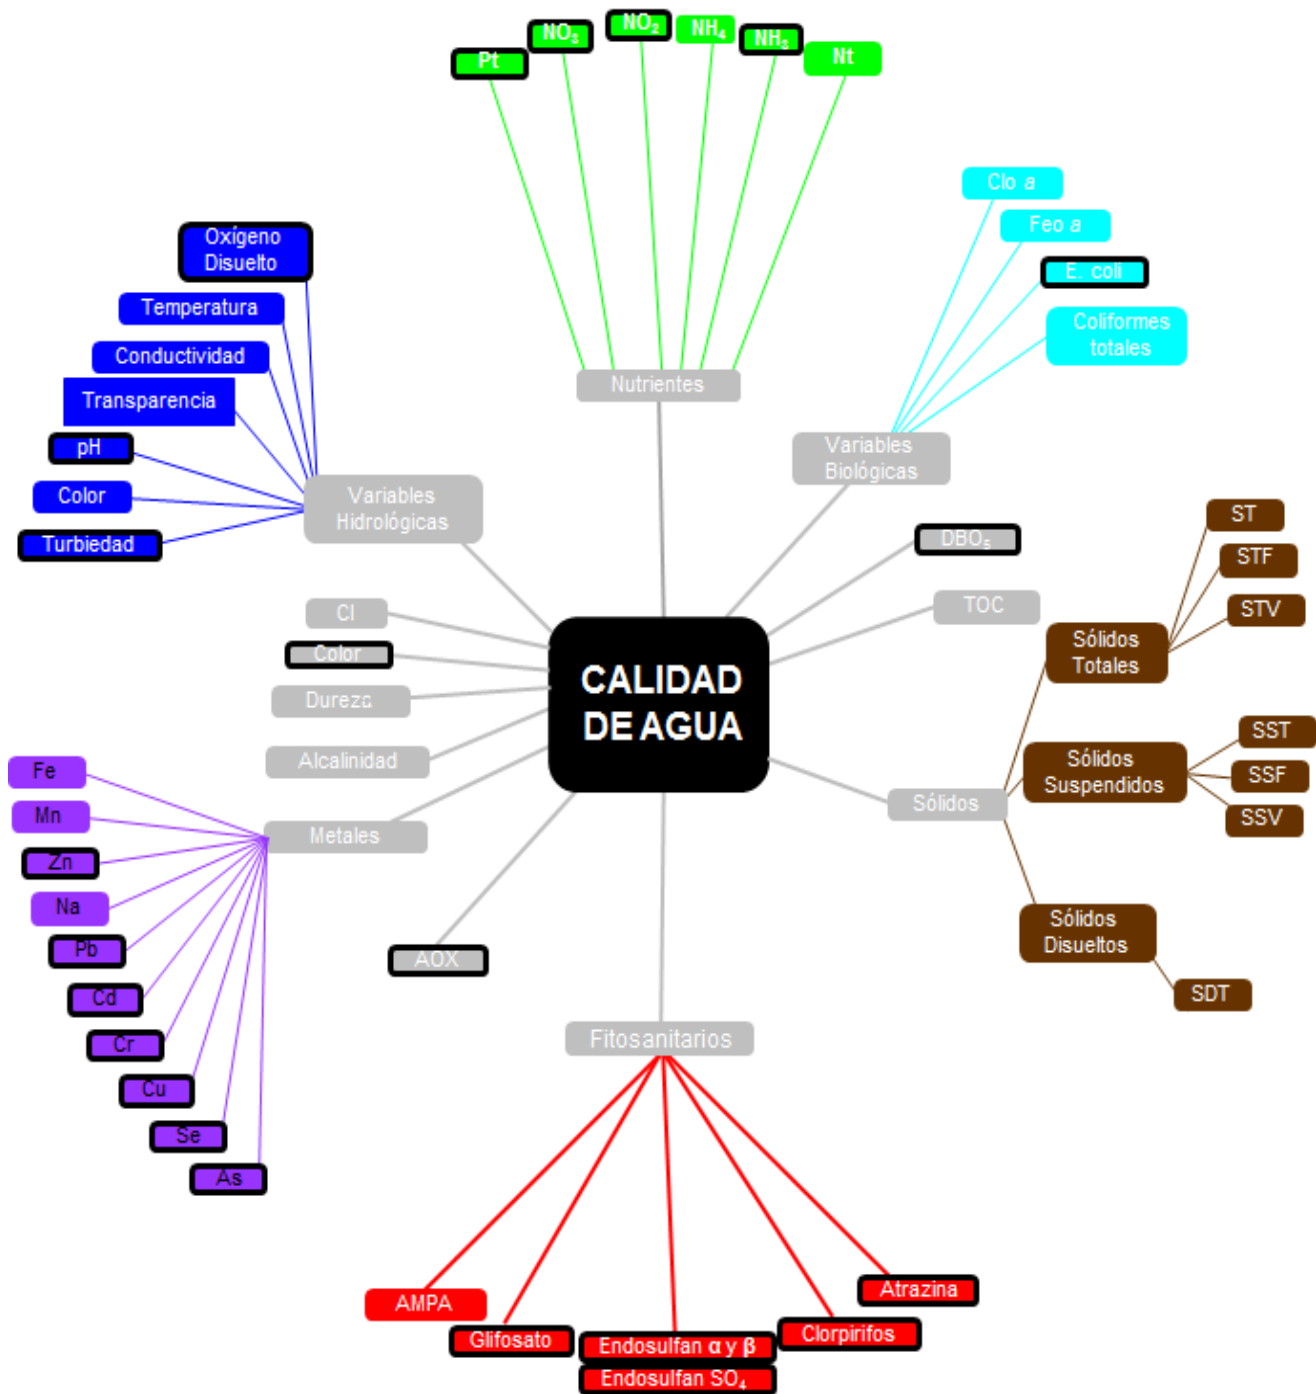 Pt
NO₃
NO₂
NH₄
NH₃
Nt
Clo a
Feo a
E. coli
Coliformes
totales
Oxígeno
Disuelto
Temperatura
Conductividad
Transparencia
pH
Color
Turbiedad
Nutrientes
Variables
Biológicas
Variables
Hidrológicas
DBO₅
TOC
ST
STF
STV
Sólidos
Totales
Cl
Color
Dureza
Alcalinidad
CALIDAD
DE AGUA
Sólidos
Suspendidos
SST
SSF
SSV
Sólidos
Sólidos
Disueltos
SDT
Metales
Fe
Mn
Zn
Na
Pb
Cd
Cr
Cu
Se
As
AOX
Fitosanitarios
AMPA
Glifosato
Endosulfan α y β
Endosulfan SO₄
Clorpirifos
Atrazina